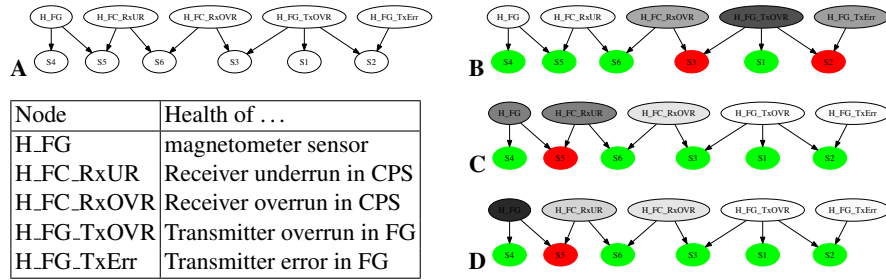 H_FG H_FC_RxUR H_FC_RxOVR H_FG_TxOVR H_FG_TxErr
A S4 S5 S6 S3 S1 S2
Node Health of …
H_FG magnetometer sensor
H_FC_RxUR Receiver underrun in CPS
H_FC_RxOVR Receiver overrun in CPS
H_FG_TxOVR Transmitter overrun in FG
H_FG_TxErr Transmitter error in FG
H_FG H_FC_RxUR H_FC_RxOVR H_FG_TxOVR H_FG_TxErr
B S4 S5 S6 S3 S1 S2
H_FG H_FC_RxUR H_FC_RxOVR H_FG_TxOVR H_FG_TxErr
C S4 S5 S6 S3 S1 S2
H_FG H_FC_RxUR H_FC_RxOVR H_FG_TxOVR H_FG_TxErr
D S4 S5 S6 S3 S1 S2